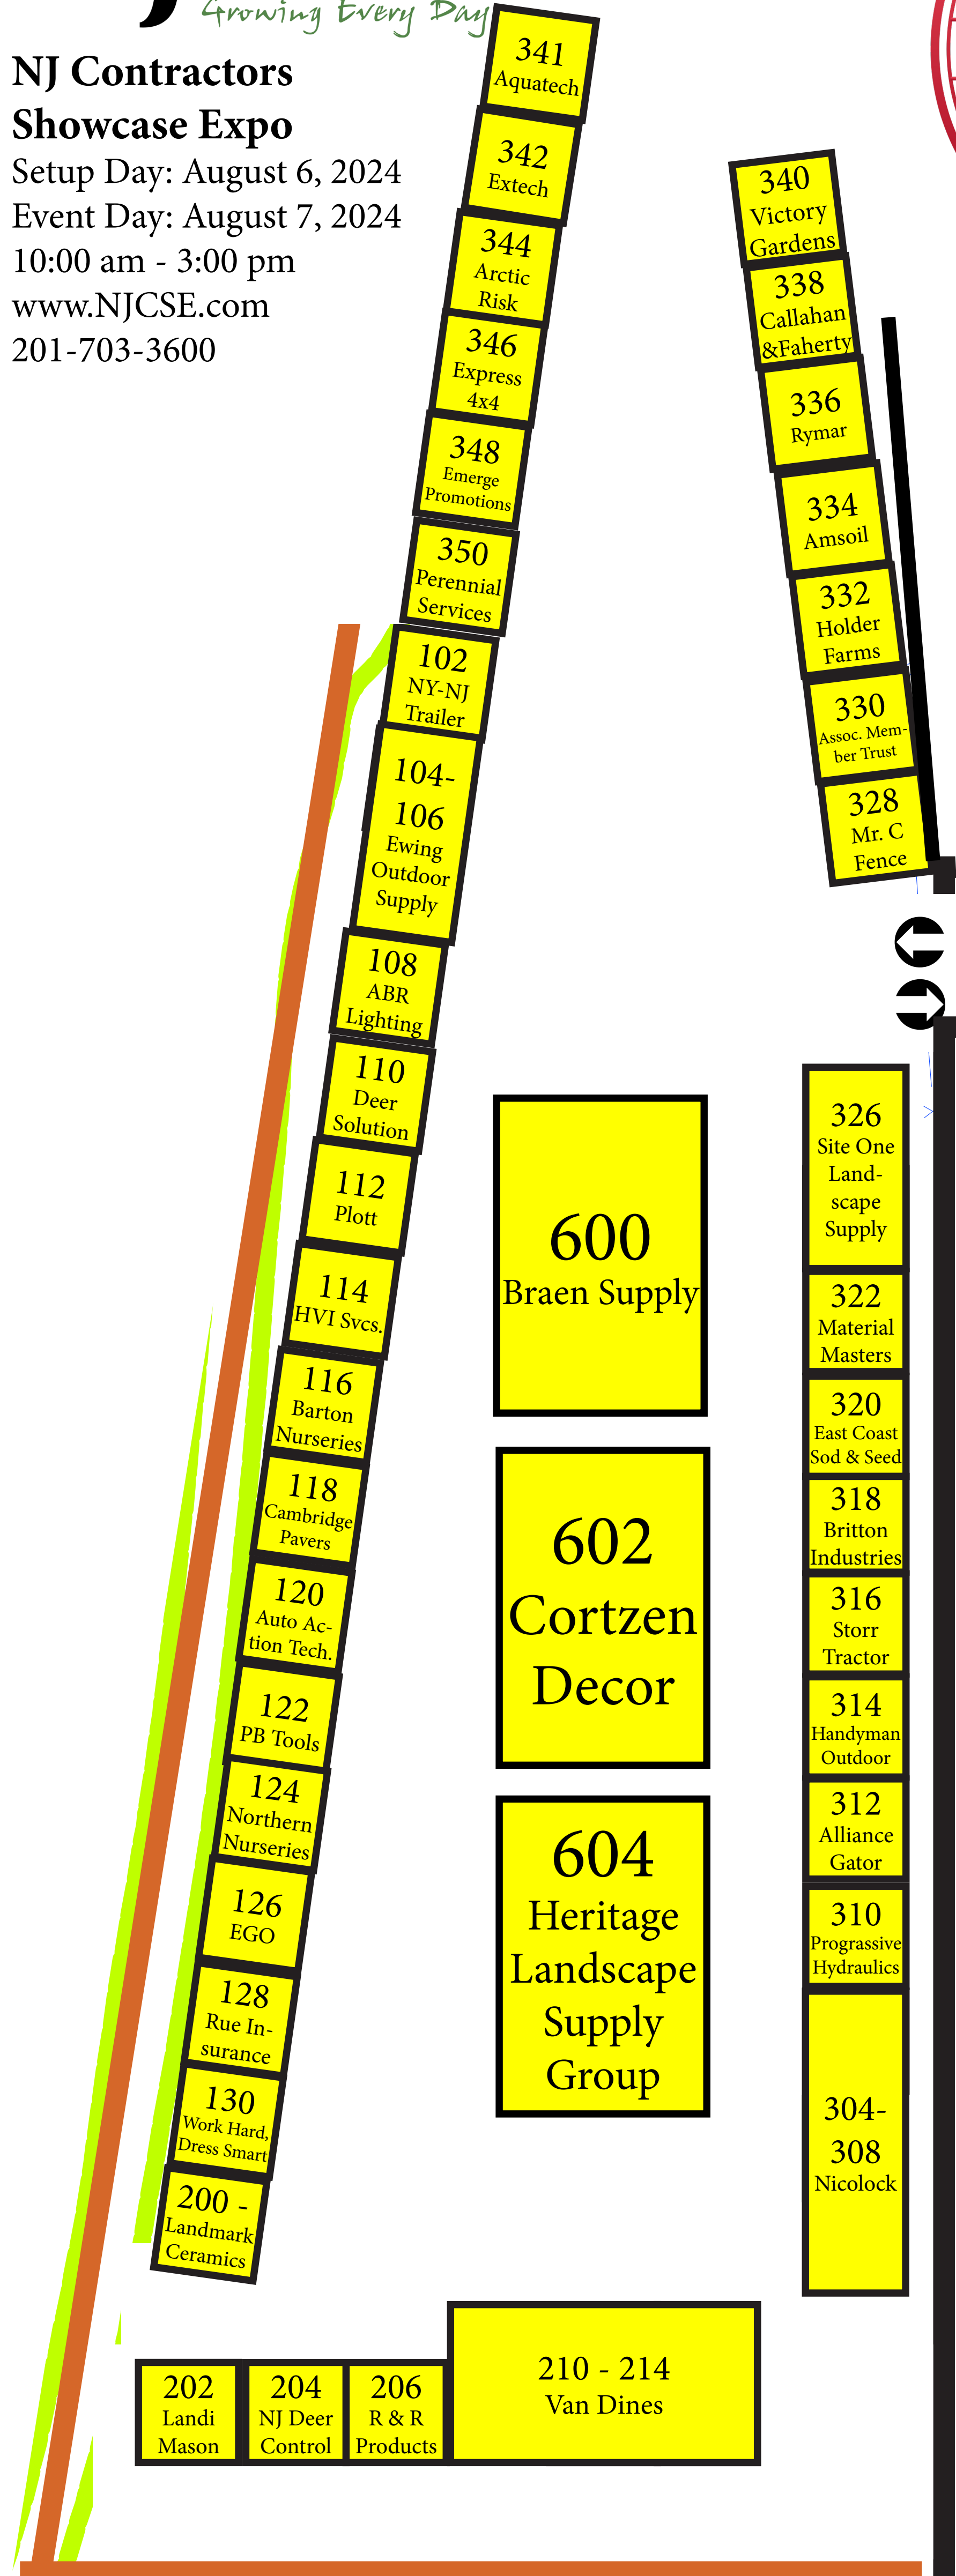 Growing Every Day
NJ Contractors
Showcase Expo
Setup Day: August 6, 2024
Event Day: August 7, 2024
10:00 am - 3:00 pm
www.NJCSE.com
201-703-3600
341
Aquatech
342
Extech
344
Arctic
Risk
346
Express
4x4
348
Emerge
Promotions
350
Perennial
Services
102
NY-NJ
Trailer
104-
106
Ewing
Outdoor
Supply
108
ABR
Lighting
110
Deer
Solution
112
Plott
114
HVI Svcs.
116
Barton
Nurseries
118
Cambridge
Pavers
120
Auto Ac-
tion Tech.
122
PB Tools
124
Northern
Nurseries
126
EGO
128
Rue In-
surance
130
Work Hard,
Dress Smart
200 -
Landmark
Ceramics
202
Landi
Mason
204
NJ Deer
Control
206
R & R
Products
210 - 214
Van Dines
600
Braen Supply
602
Cortzen
Decor
604
Heritage
Landscape
Supply
Group
340
Victory
Gardens
338
Callahan
&Faherty
336
Rymar
334
Amsoil
332
Holder
Farms
330
Assoc. Mem-
ber Trust
328
Mr. C
Fence
326
Site One
Land-
scape
Supply
322
Material
Masters
320
East Coast
Sod & Seed
318
Britton
Industries
316
Storr
Tractor
314
Handyman
Outdoor
312
Alliance
Gator
310
Prograssive
Hydraulics
304-
308
Nicolock